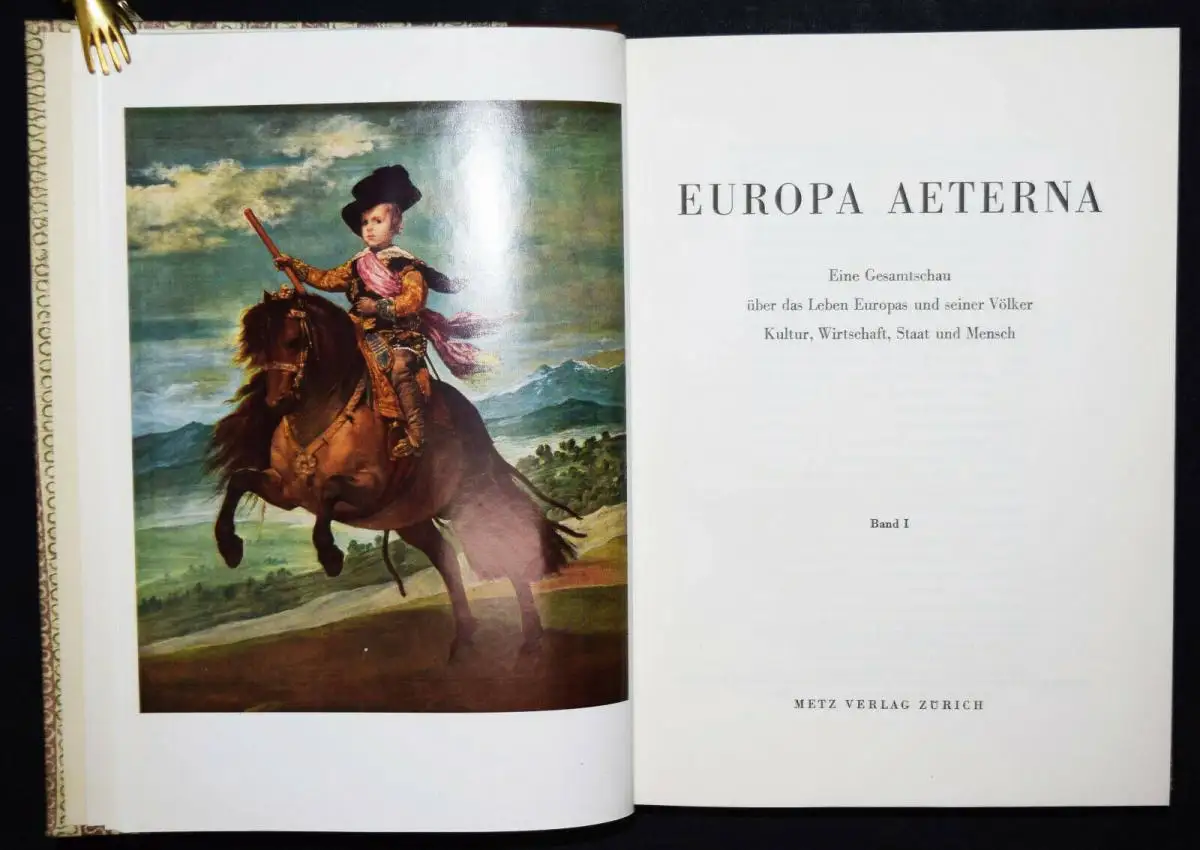 EUROPA AETERNA
Eine Gesamtschau
über das Leben Europas und seiner Völker
Kultur, Wirtschaft, Staat und Mensch
Band I
METZ VERLAG ZÜRICH